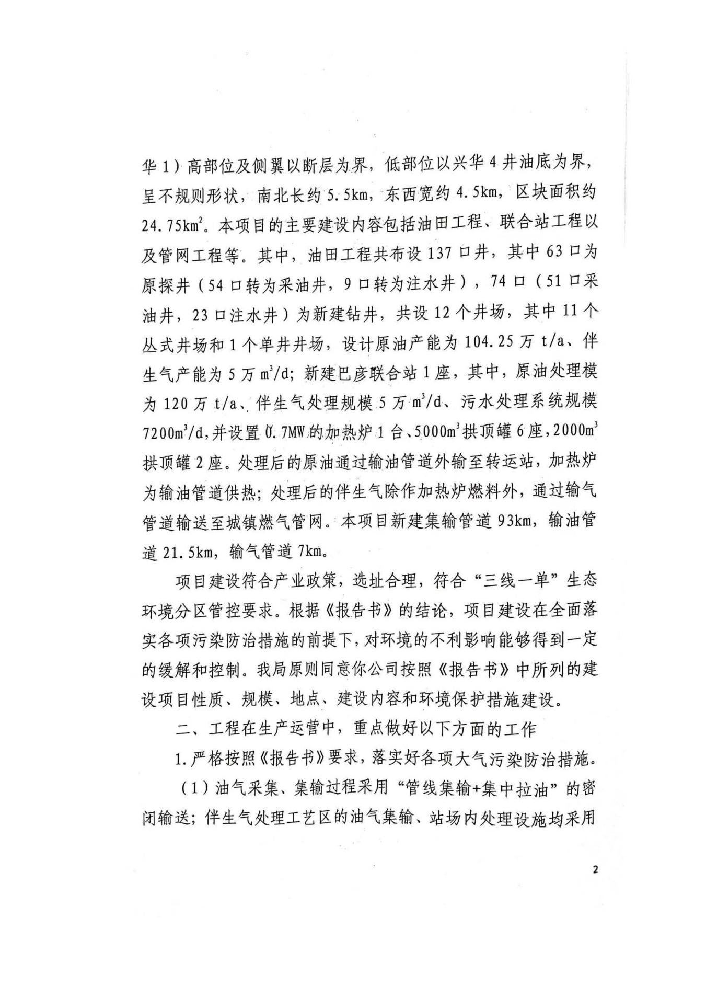 华 1）高部位及侧翼以断层为界，低部位以兴华 4 井油底为界，
呈不规则形状，南北长约 5.5km，东西宽约 4.5km，区块面积约
24.75km²。本项目的主要建设内容包括油田工程、联合站工程以
及管网工程等。其中，油田工程共布设 137 口井，其中 63 口为
原探井（54 口转为采油井，9 口转为注水井），74 口（51 口采
油井，23 口注水井）为新建钻井，共设 12 个井场，其中 11 个
丛式井场和 1 个单井井场，设计原油产能为 104.25 万 t/a、伴
生气产能为 5 万 m³/d；新建巴彦联合站 1 座，其中，原油处理模
为 120 万 t/a、伴生气处理规模 5 万 m³/d、污水处理系统规模
7200m³/d,并设置 0.7MW 的加热炉 1 台、5000m³拱顶罐 6 座,2000m³
拱顶罐 2 座。处理后的原油通过输油管道外输至转运站，加热炉
为输油管道供热；处理后的伴生气除作加热炉燃料外，通过输气
管道输送至城镇燃气管网。本项目新建集输管道 93km，输油管
道 21.5km，输气管道 7km。
项目建设符合产业政策，选址合理，符合“三线一单”生态
环境分区管控要求。根据《报告书》的结论，项目建设在全面落
实各项污染防治措施的前提下，对环境的不利影响能够得到一定
的缓解和控制。我局原则同意你公司按照《报告书》中所列的建
设项目性质、规模、地点、建设内容和环境保护措施建设。
二、工程在生产运营中，重点做好以下方面的工作
1.严格按照《报告书》要求，落实好各项大气污染防治措施。
（1）油气采集、集输过程采用“管线集输+集中拉油”的密
闭输送；伴生气处理工艺区的油气集输、站场内处理设施均采用
2